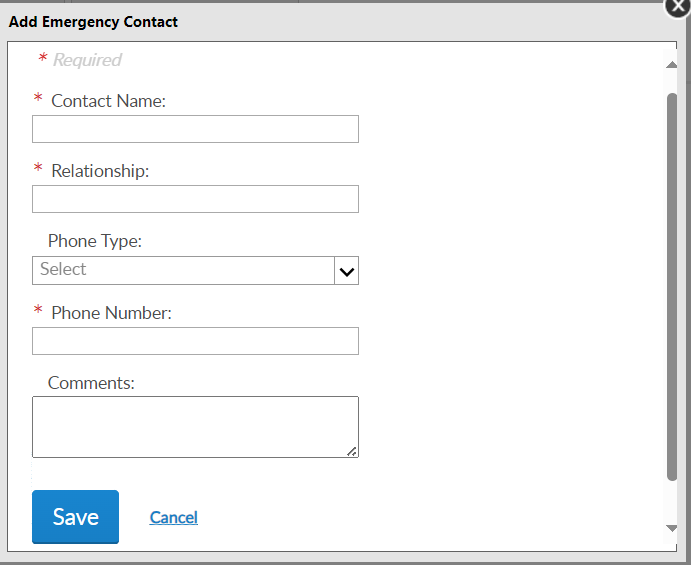 Add Emergency Contact
* Required
* Contact Name:
* Relationship:
Phone Type:
Select
* Phone Number:
Comments:
Save Cancel